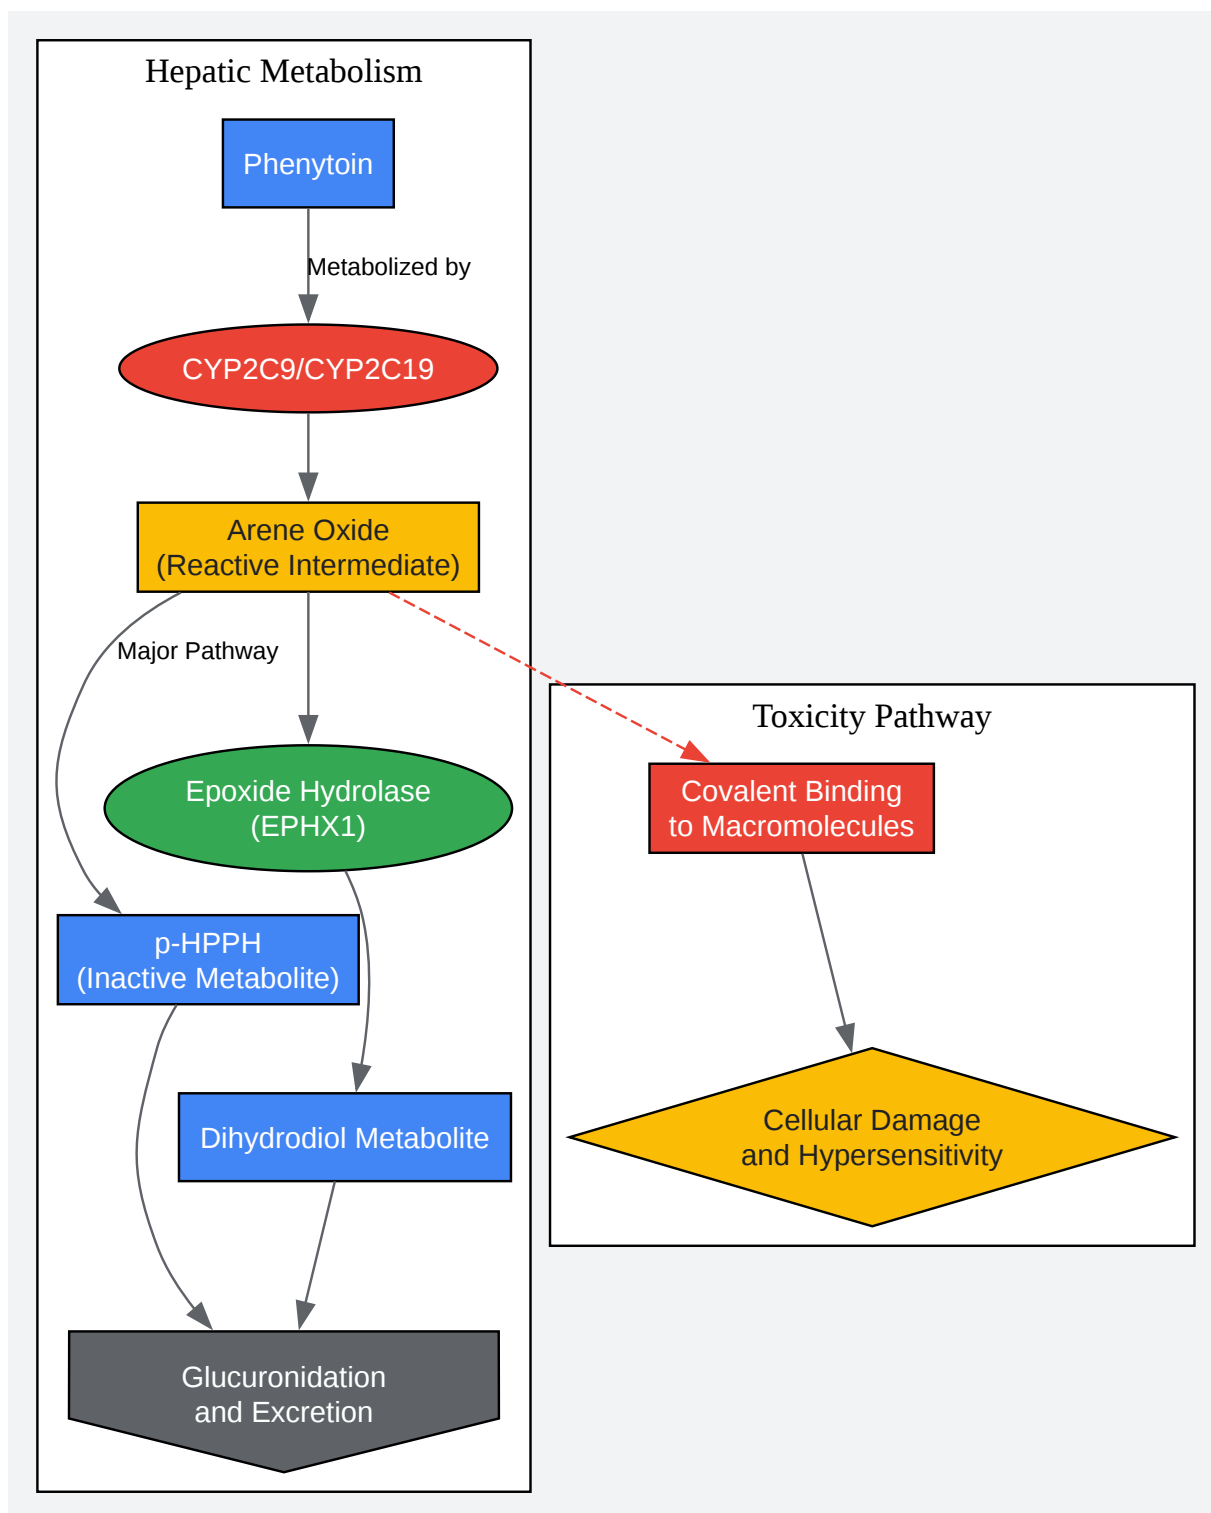 Hepatic Metabolism
Phenytoin
Metabolized by
CYP2C9/CYP2C19
Arene Oxide
(Reactive Intermediate)
Major Pathway
Epoxide Hydrolase
(EPHX1)
p-HPPH
(Inactive Metabolite)
Dihydrodiol Metabolite
Glucuronidation
and Excretion
Toxicity Pathway
Covalent Binding
to Macromolecules
Cellular Damage
and Hypersensitivity